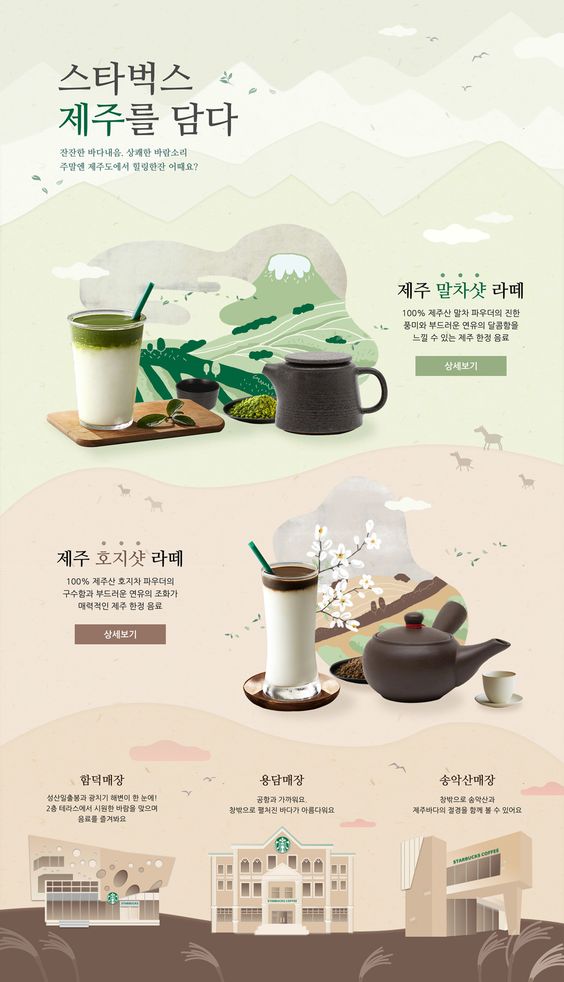 스타벅스
제주를 담다
잔잔한 바다내음, 상쾌한 바람소리
주말엔 제주도에서 힐링한잔 어때요?
제주 말차샷 라떼
100% 제주산 말차 파우더의 진한
풍미와 부드러운 연유의 달콤함을
느낄 수 있는 제주 한정 음료
상세보기
제주 호지샷 라떼
100% 제주산 호지차 파우더의
구수함과 부드러운 연유의 조화가
매력적인 제주 한정 음료
상세보기
함덕매장
성산일출봉과 광치기 해변이 한 눈에!
2층 테라스에서 시원한 바람을 맞으며
음료를 즐겨봐요
용담매장
공항과 가까워요.
창밖으로 펼쳐진 바다가 아름다워요
송악산매장
창밖으로 송악산과
제주바다의 절경을 함께 볼 수 있어요
STARBUCKS
STARBUCKS COFFEE
STARBUCKS COFFEE